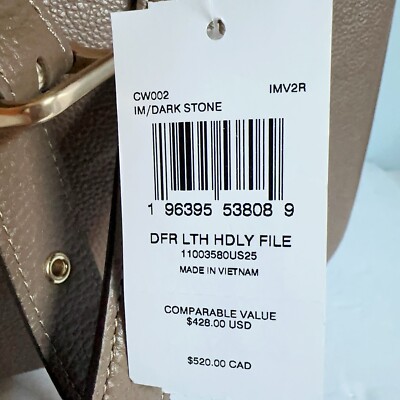 CW002 IMV2R
IM/DARK STONE
1 96395 53808 9
DFR LTH HDLY FILE
11003580US25
MADE IN VIETNAM
COMPARABLE VALUE
$428.00 USD
$520.00 CAD